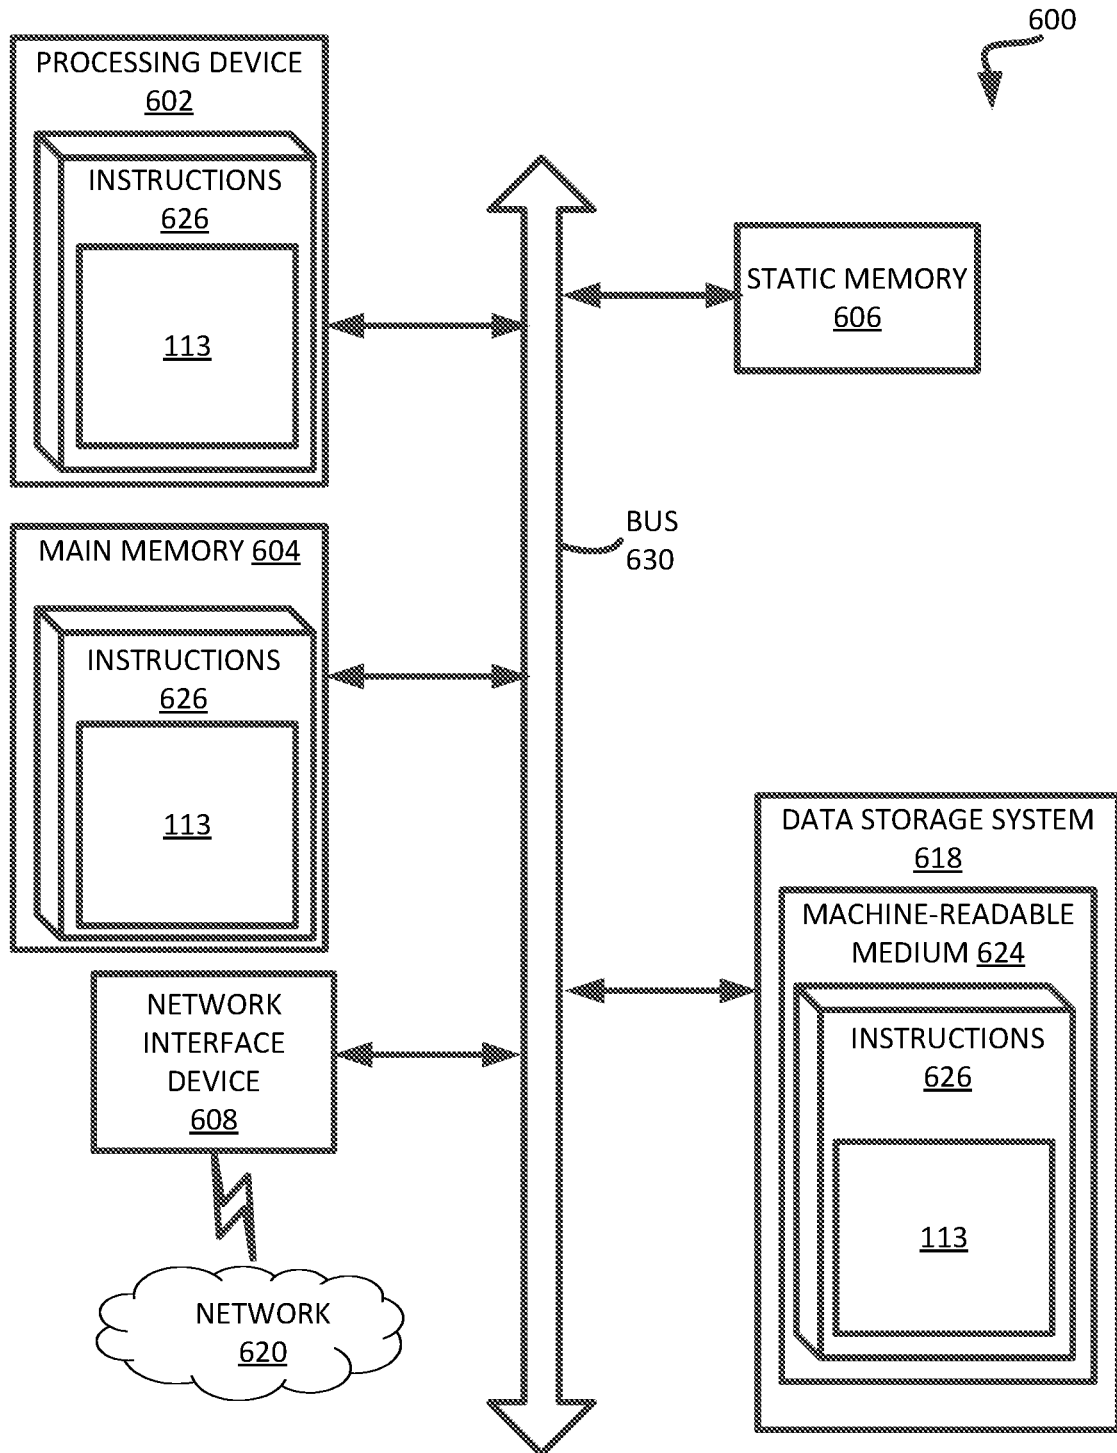 600
PROCESSING DEVICE
602
INSTRUCTIONS
626
113
STATIC MEMORY
606
BUS
630
MAIN MEMORY 604
INSTRUCTIONS
626
113
DATA STORAGE SYSTEM
618
MACHINE-READABLE
MEDIUM 624
INSTRUCTIONS
626
113
NETWORK
INTERFACE
DEVICE
608
NETWORK
620